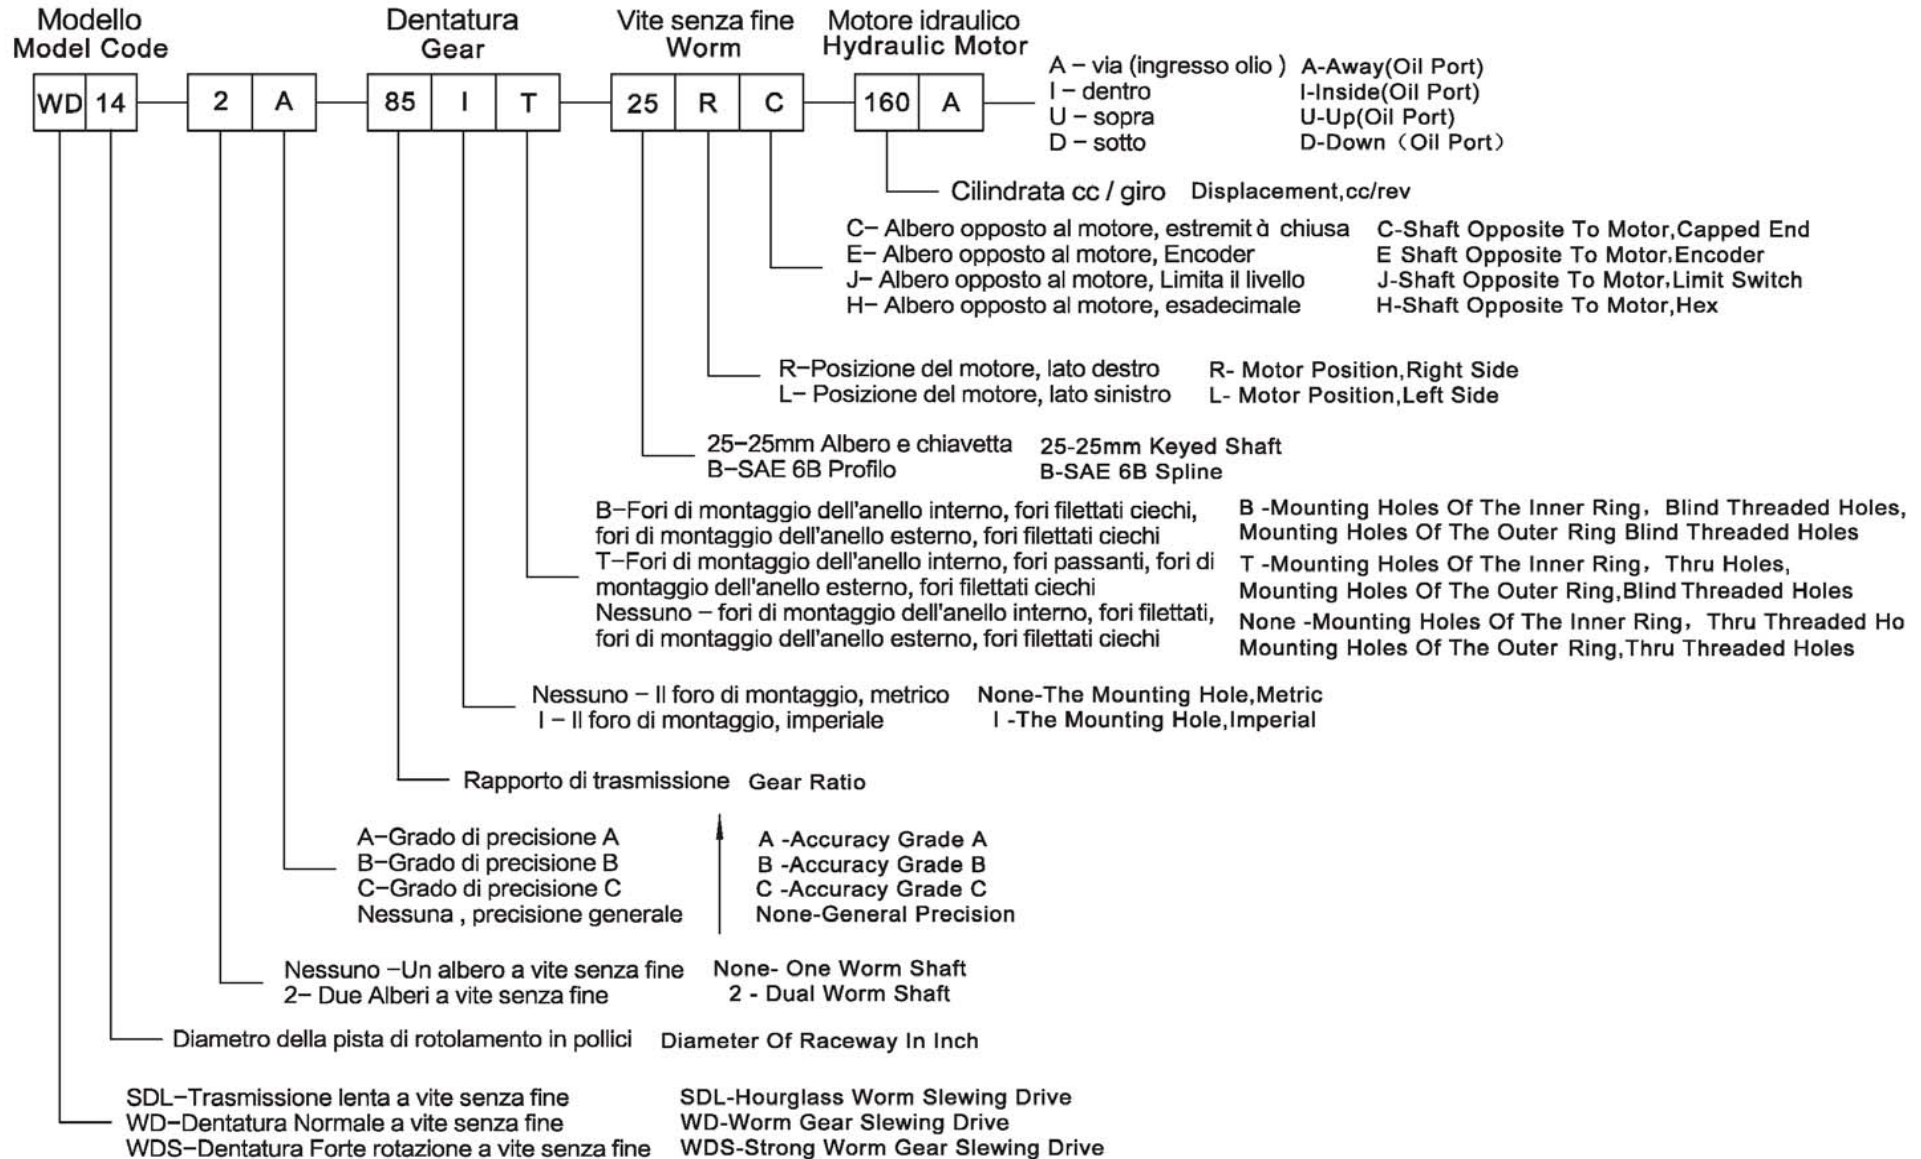 Modello Dentatura Vite senza fine Motore idraulico
Model Code Gear Worm Hydraulic Motor
WD 14 2 A 85 I T 25 R C 160 A
A – via (ingresso olio ) A-Away(Oil Port)
I – dentro I-Inside(Oil Port)
U – sopra U-Up(Oil Port)
D – sotto D-Down （Oil Port）
Cilindrata cc / giro Displacement,cc/rev
C– Albero opposto al motore, estremità chiusa C-Shaft Opposite To Motor,Capped End
E– Albero opposto al motore, Encoder E Shaft Opposite To Motor,Encoder
J– Albero opposto al motore, Limita il livello J-Shaft Opposite To Motor,Limit Switch
H– Albero opposto al motore, esadecimale H-Shaft Opposite To Motor,Hex
R–Posizione del motore, lato destro R- Motor Position,Right Side
L– Posizione del motore, lato sinistro L- Motor Position,Left Side
25–25mm Albero e chiavetta 25-25mm Keyed Shaft
B–SAE 6B Profilo B-SAE 6B Spline
B–Fori di montaggio dell'anello interno, fori filettati ciechi, B -Mounting Holes Of The Inner Ring，Blind Threaded Holes,
fori di montaggio dell'anello esterno, fori filettati ciechi Mounting Holes Of The Outer Ring Blind Threaded Holes
T–Fori di montaggio dell'anello interno, fori passanti, fori di T -Mounting Holes Of The Inner Ring，Thru Holes,
montaggio dell'anello esterno, fori filettati ciechi Mounting Holes Of The Outer Ring,Blind Threaded Holes
Nessuno – fori di montaggio dell'anello interno, fori filettati, None -Mounting Holes Of The Inner Ring，Thru Threaded Ho
fori di montaggio dell'anello esterno, fori filettati ciechi Mounting Holes Of The Outer Ring,Thru Threaded Holes
Nessuno – Il foro di montaggio, metrico None-The Mounting Hole,Metric
I – Il foro di montaggio, imperiale I -The Mounting Hole,Imperial
Rapporto di trasmissione Gear Ratio
A–Grado di precisione A A -Accuracy Grade A
B–Grado di precisione B B -Accuracy Grade B
C–Grado di precisione C C -Accuracy Grade C
Nessuna , precisione generale None-General Precision
Nessuno –Un albero a vite senza fine None- One Worm Shaft
2– Due Alberi a vite senza fine 2 - Dual Worm Shaft
Diametro della pista di rotolamento in pollici Diameter Of Raceway In Inch
SDL–Trasmissione lenta a vite senza fine SDL-Hourglass Worm Slewing Drive
WD–Dentatura Normale a vite senza fine WD-Worm Gear Slewing Drive
WDS–Dentatura Forte rotazione a vite senza fine WDS-Strong Worm Gear Slewing Drive